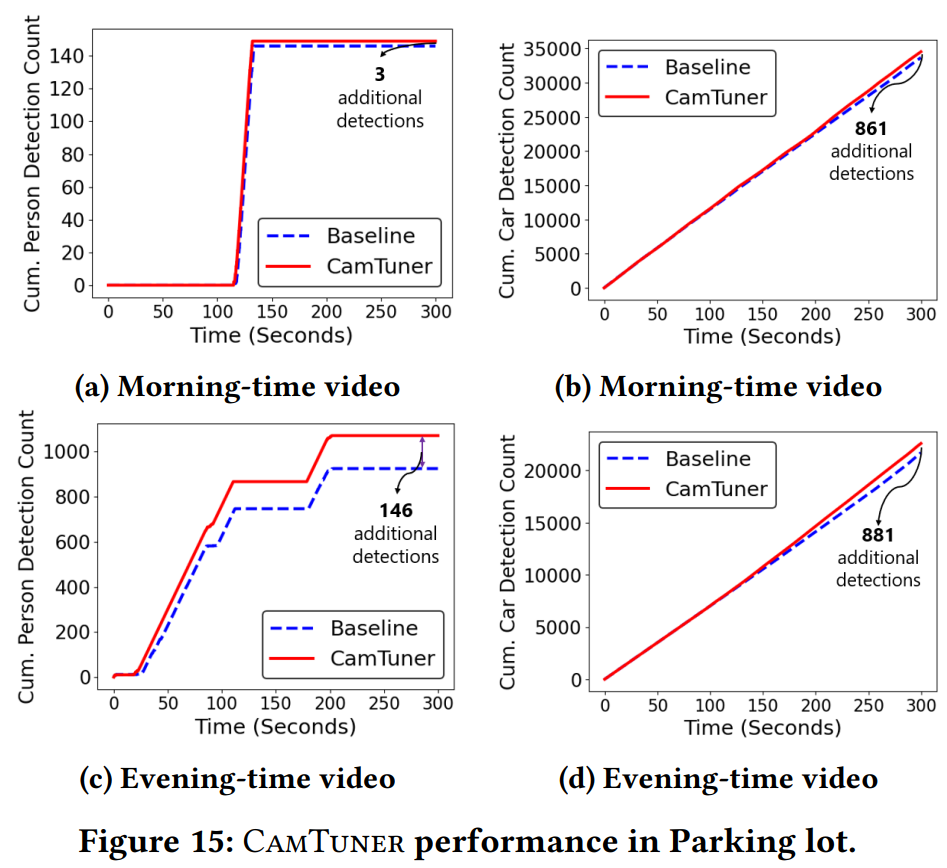 Cum. Person Detection Count
140
120
100
80
60
40
20
0
3
additional
detections
Baseline
CamTuner
0 50 100 150 200 250 300
Time (Seconds)
(a) Morning-time video
Cum. Car Detection Count
35000
30000
25000
20000
15000
10000
5000
0
Baseline
CamTuner
861
additional
detections
0 50 100 150 200 250 300
Time (Seconds)
(b) Morning-time video
Cum. Person Detection Count
1000
800
600
400
200
0
146
additional
detections
Baseline
CamTuner
0 50 100 150 200 250 300
Time (Seconds)
(c) Evening-time video
Cum. Car Detection Count
20000
15000
10000
5000
0
Baseline
CamTuner
881
additional
detections
0 50 100 150 200 250 300
Time (Seconds)
(d) Evening-time video
Figure 15: CamTuner performance in Parking lot.